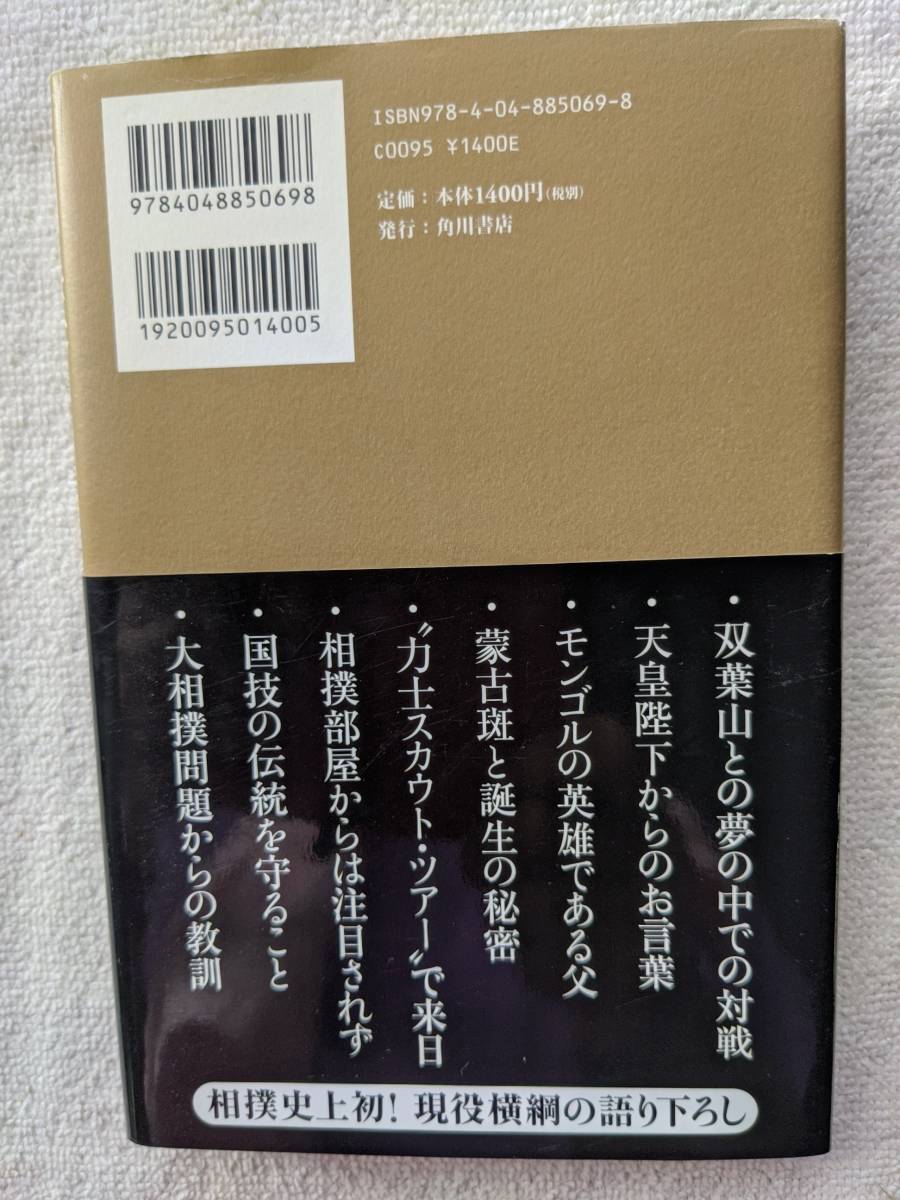 ISBN978-4-04-885069-8
C0095 ¥1400E
定価：本体1400円(税別)
発行：角川書店
9784048850698
1920095014005
・双葉山との夢の中での対戦
・天皇陛下からのお言葉
・モンゴルの英雄である父
・蒙古斑と誕生の秘密
・〝力士スカウト・ツアー〟で来日
・相撲部屋からは注目されず
・国技の伝統を守ること
・大相撲問題からの教訓
相撲史上初！ 現役横綱の語り下ろし